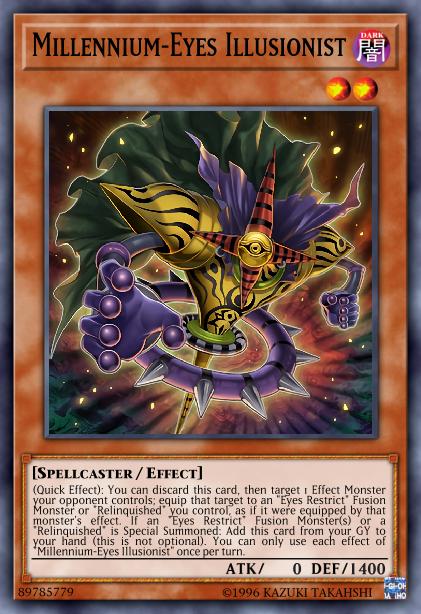 MILLENNIUM-EYES ILLUSIONIST
DARK
闇
[SPELLCASTER / EFFECT]
(Quick Effect): You can discard this card, then target 1 Effect Monster
your opponent controls; equip that target to an "Eyes Restrict" Fusion
Monster or "Relinquished" you control, as if it were equipped by that
monster's effect. If an "Eyes Restrict" Fusion Monster(s) or a
"Relinquished" is Special Summoned: Add this card from your GY to
your hand (this is not optional). You can only use each effect of
"Millennium-Eyes Illusionist" once per turn.
ATK/ 0 DEF/1400
89785779
©1996 KAZUKI TAKAHSHI